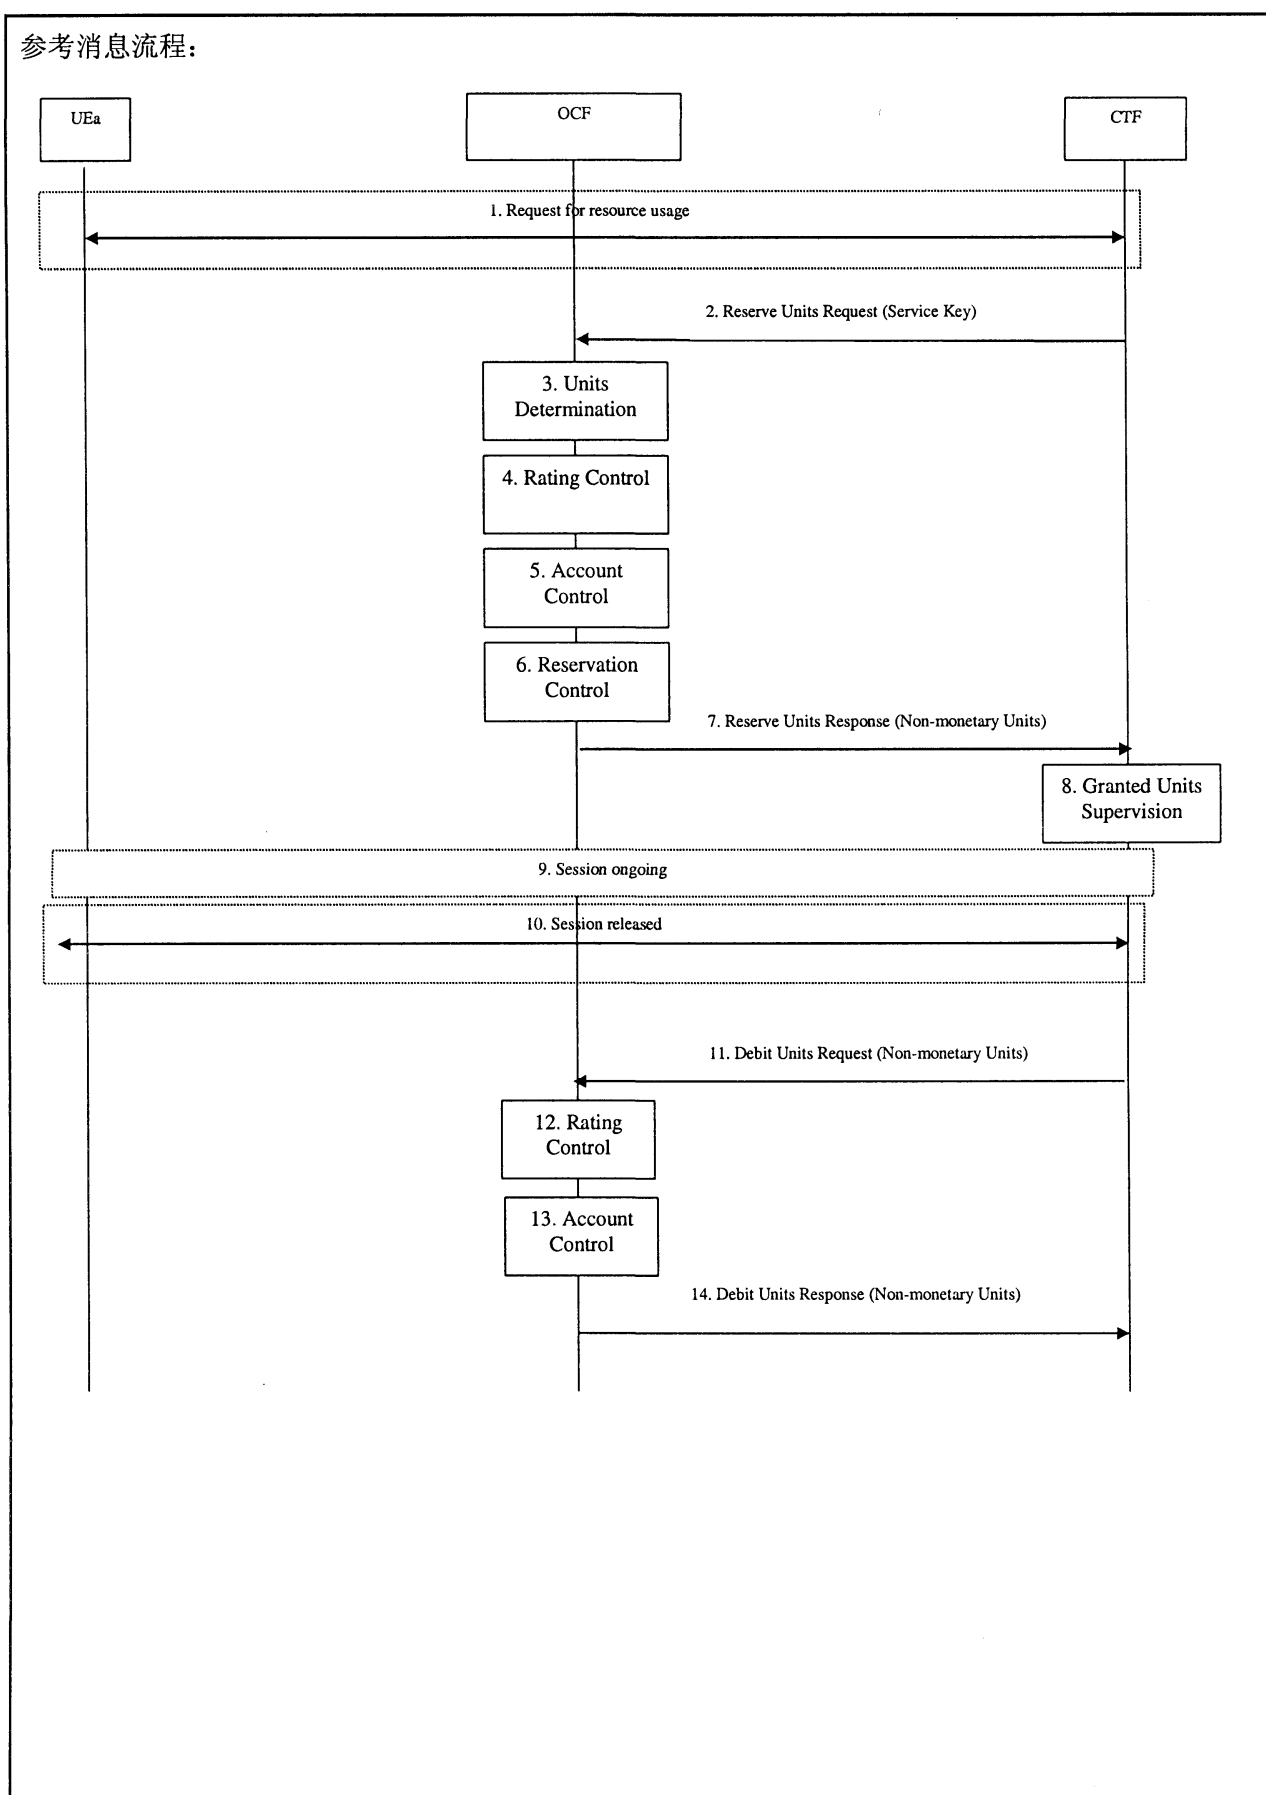 参考消息流程：
UEa
OCF
CTF
1. Request for resource usage
2. Reserve Units Request (Service Key)
3. Units
Determination
4. Rating Control
5. Account
Control
6. Reservation
Control
7. Reserve Units Response (Non-monetary Units)
8. Granted Units
Supervision
9. Session ongoing
10. Session released
11. Debit Units Request (Non-monetary Units)
12. Rating
Control
13. Account
Control
14. Debit Units Response (Non-monetary Units)